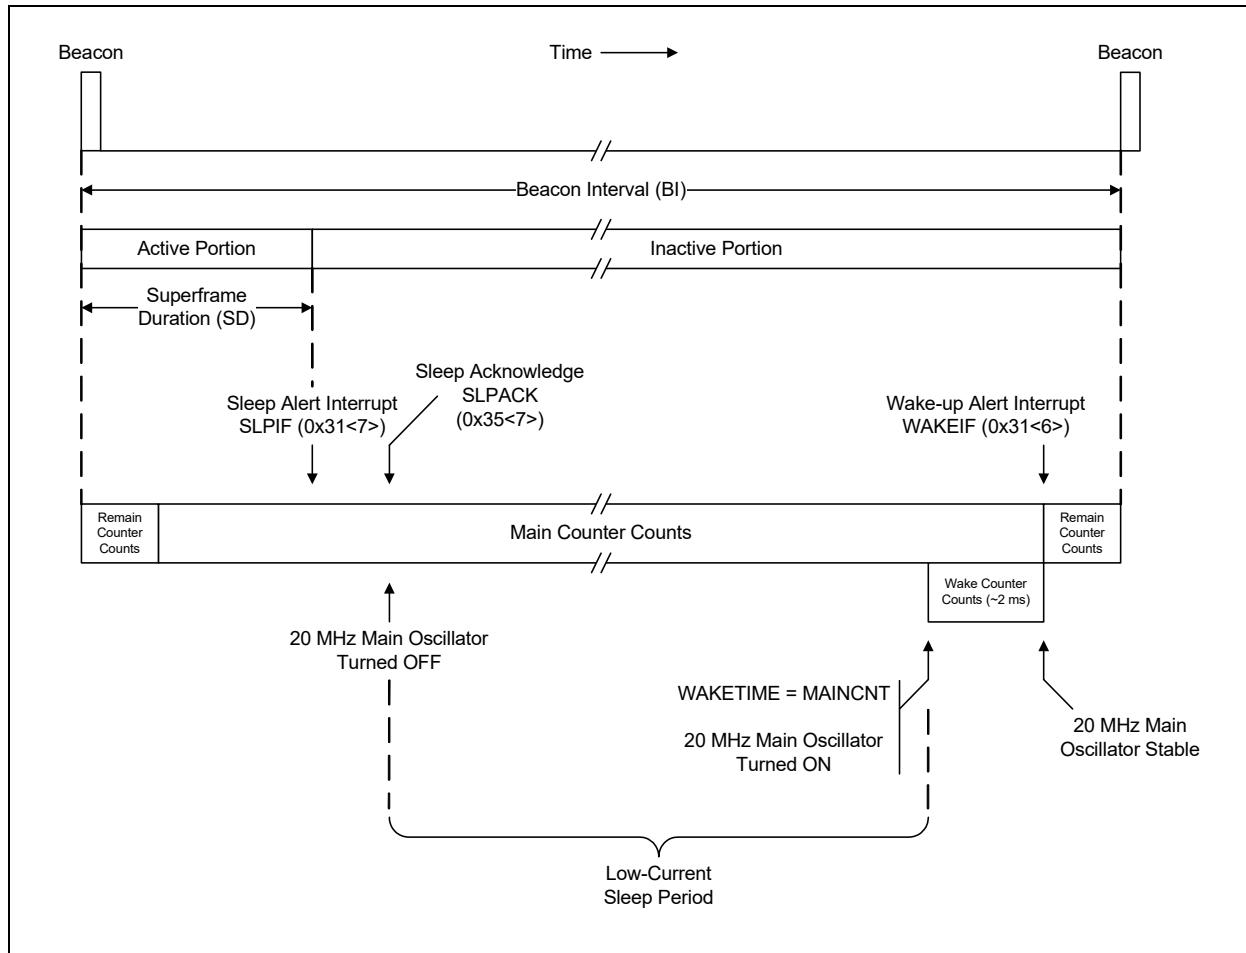 Beacon
Time
Beacon
Beacon Interval (BI)
Active Portion
Inactive Portion
Superframe
Duration (SD)
Sleep Acknowledge
SLPACK
(0x35<7>)
Sleep Alert Interrupt
SLPIF (0x31<7>)
Wake-up Alert Interrupt
WAKEIF (0x31<6>)
Remain
Counter
Counts
Main Counter Counts
Remain
Counter
Counts
Wake Counter
Counts (~2 ms)
20 MHz Main Oscillator
Turned OFF
WAKETIME = MAINCNT
20 MHz Main Oscillator
Turned ON
20 MHz Main
Oscillator Stable
Low-Current
Sleep Period